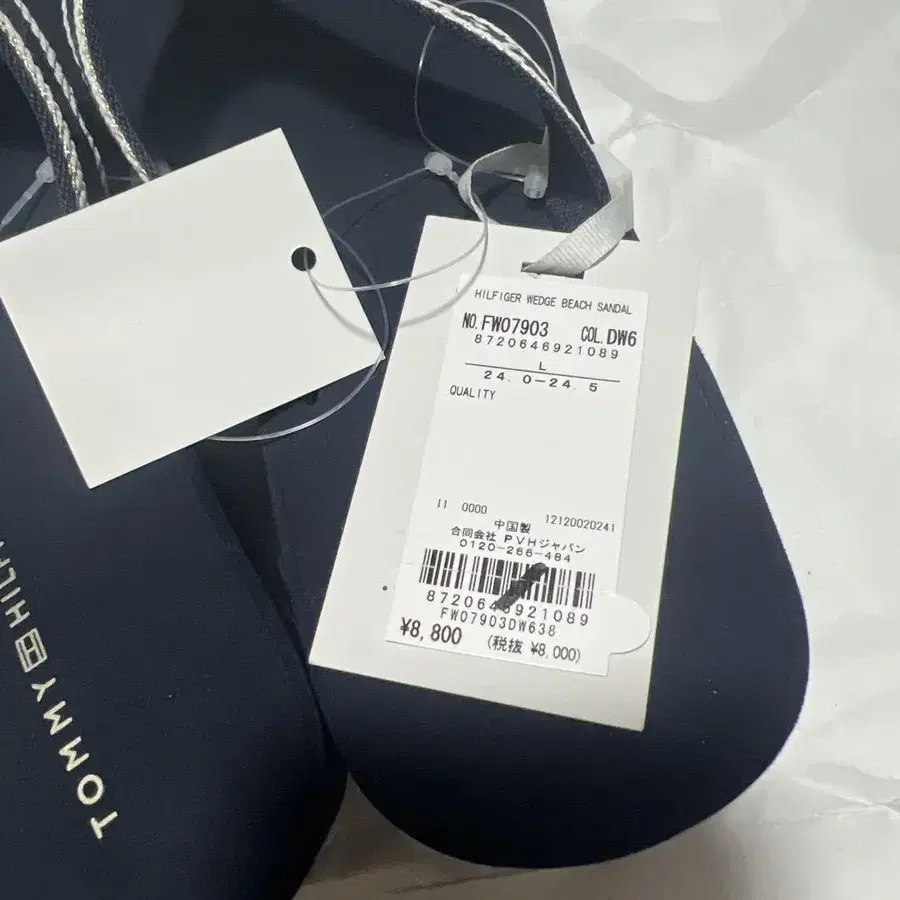 HILFIGER WEDGE BEACH SANDAL
NO. FW07903 COL. DW6
8720646921089
L
24. 0-24. 5
QUALITY
11 0000 12120020241
中国製
合同会社 PVHジャパン
0120-266-484
8720646921089
FW07903DW638
¥8, 800 (税抜 ¥8, 000)
TOMMY HIL